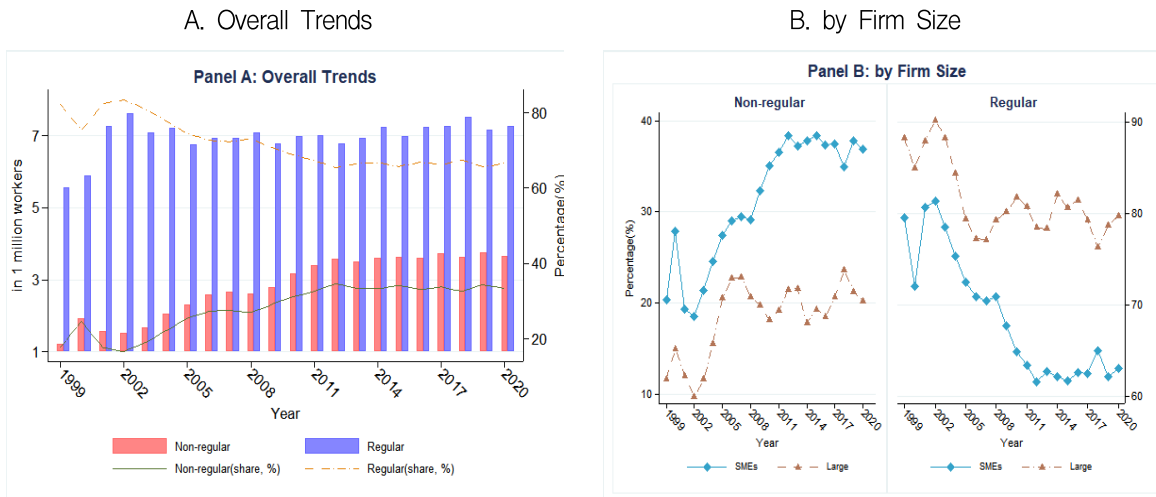 A. Overall Trends
B. by Firm Size
Panel A: Overall Trends
in 1 million workers
7
5
3
1
80
60
40
20
Percentage(%)
1999 2002 2005 2008 2011 2014 2017 2020
Year
Non-regular
Regular
Non-regular(share, %)
Regular(share, %)
Panel B: by Firm Size
Non-regular
Regular
Percentage(%)
40
30
20
10
90
80
70
60
1999 2002 2005 2008 2011 2014 2017 2020
Year
SMEs
Large
1999 2002 2005 2008 2011 2014 2017 2020
Year
SMEs
Large